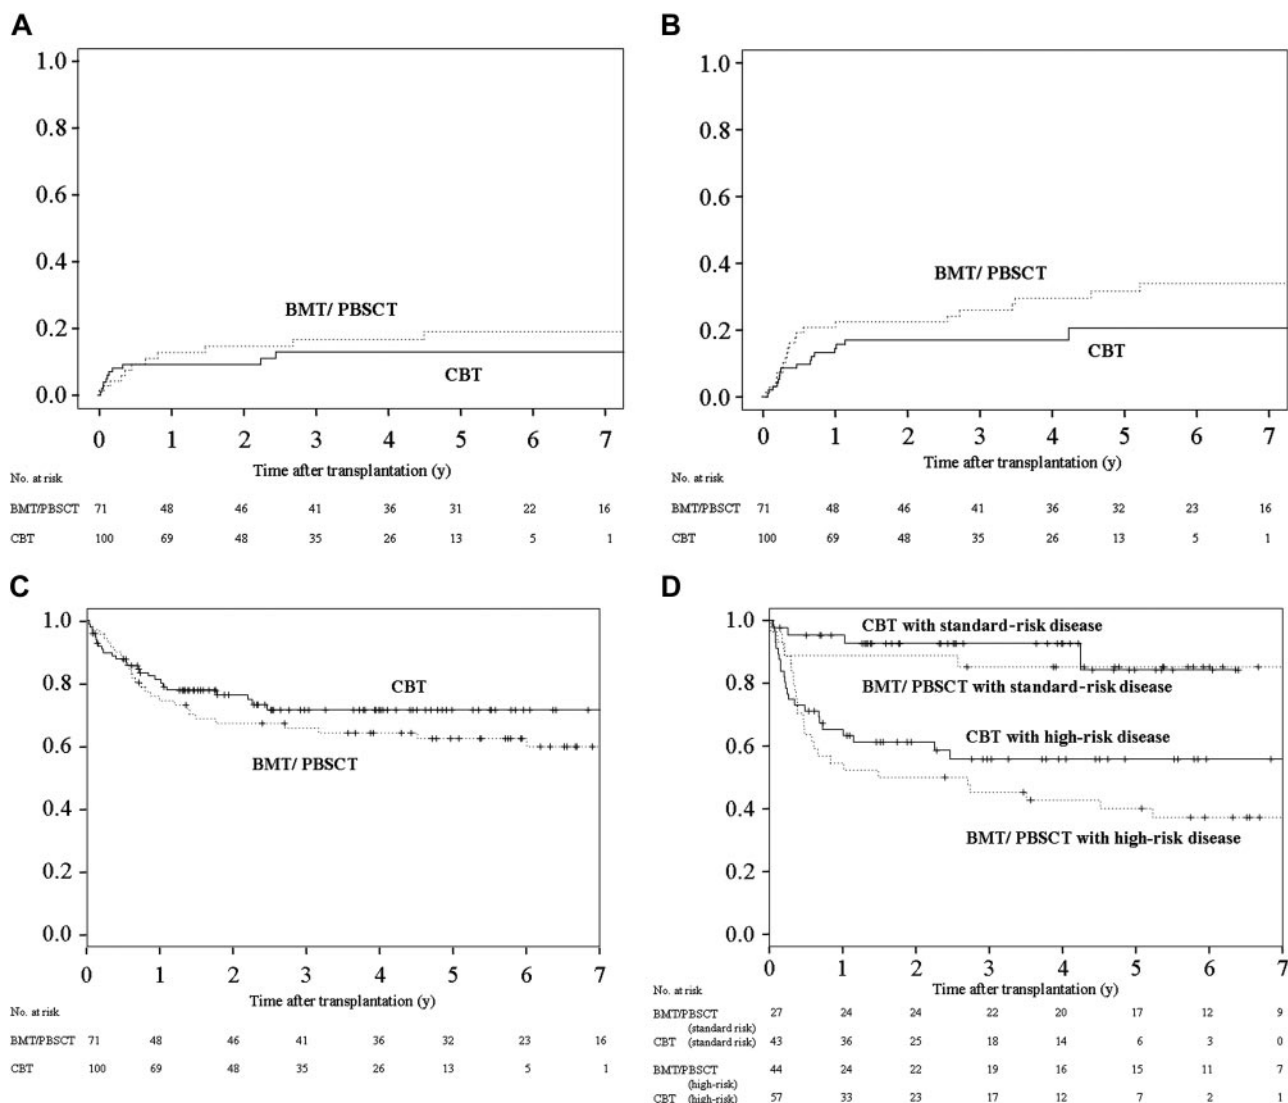 A
1.0
0.8
0.6
0.4
0.2
0.0
BMT/ PBSCT
CBT
0 1 2 3 4 5 6 7
Time after transplantation (y)
No. at risk
BMT/PBSCT 71 48 46 41 36 31 22 16
CBT 100 69 48 35 26 13 5 1
B
1.0
0.8
0.6
0.4
0.2
0.0
BMT/ PBSCT
CBT
0 1 2 3 4 5 6 7
Time after transplantation (y)
No. at risk
BMT/PBSCT 71 48 46 41 36 32 23 16
CBT 100 69 48 35 26 13 5 1
C
1.0
0.8
0.6
0.4
0.2
0.0
CBT
BMT/ PBSCT
0 1 2 3 4 5 6 7
Time after transplantation (y)
No. at risk
BMT/PBSCT 71 48 46 41 36 32 23 16
CBT 100 69 48 35 26 13 5 1
D
1.0
0.8
0.6
0.4
0.2
0.0
CBT with standard-risk disease
BMT/ PBSCT with standard-risk disease
CBT with high-risk disease
BMT/ PBSCT with high-risk disease
0 1 2 3 4 5 6 7
Time after transplantation (y)
No. at risk
BMT/PBSCT 27 24 24 22 20 17 12 9
(standard risk)
CBT (standard risk) 43 36 25 18 14 6 3 0
BMT/PBSCT 44 24 22 19 16 15 11 7
(high-risk)
CBT (high-risk) 57 33 23 17 12 7 2 1